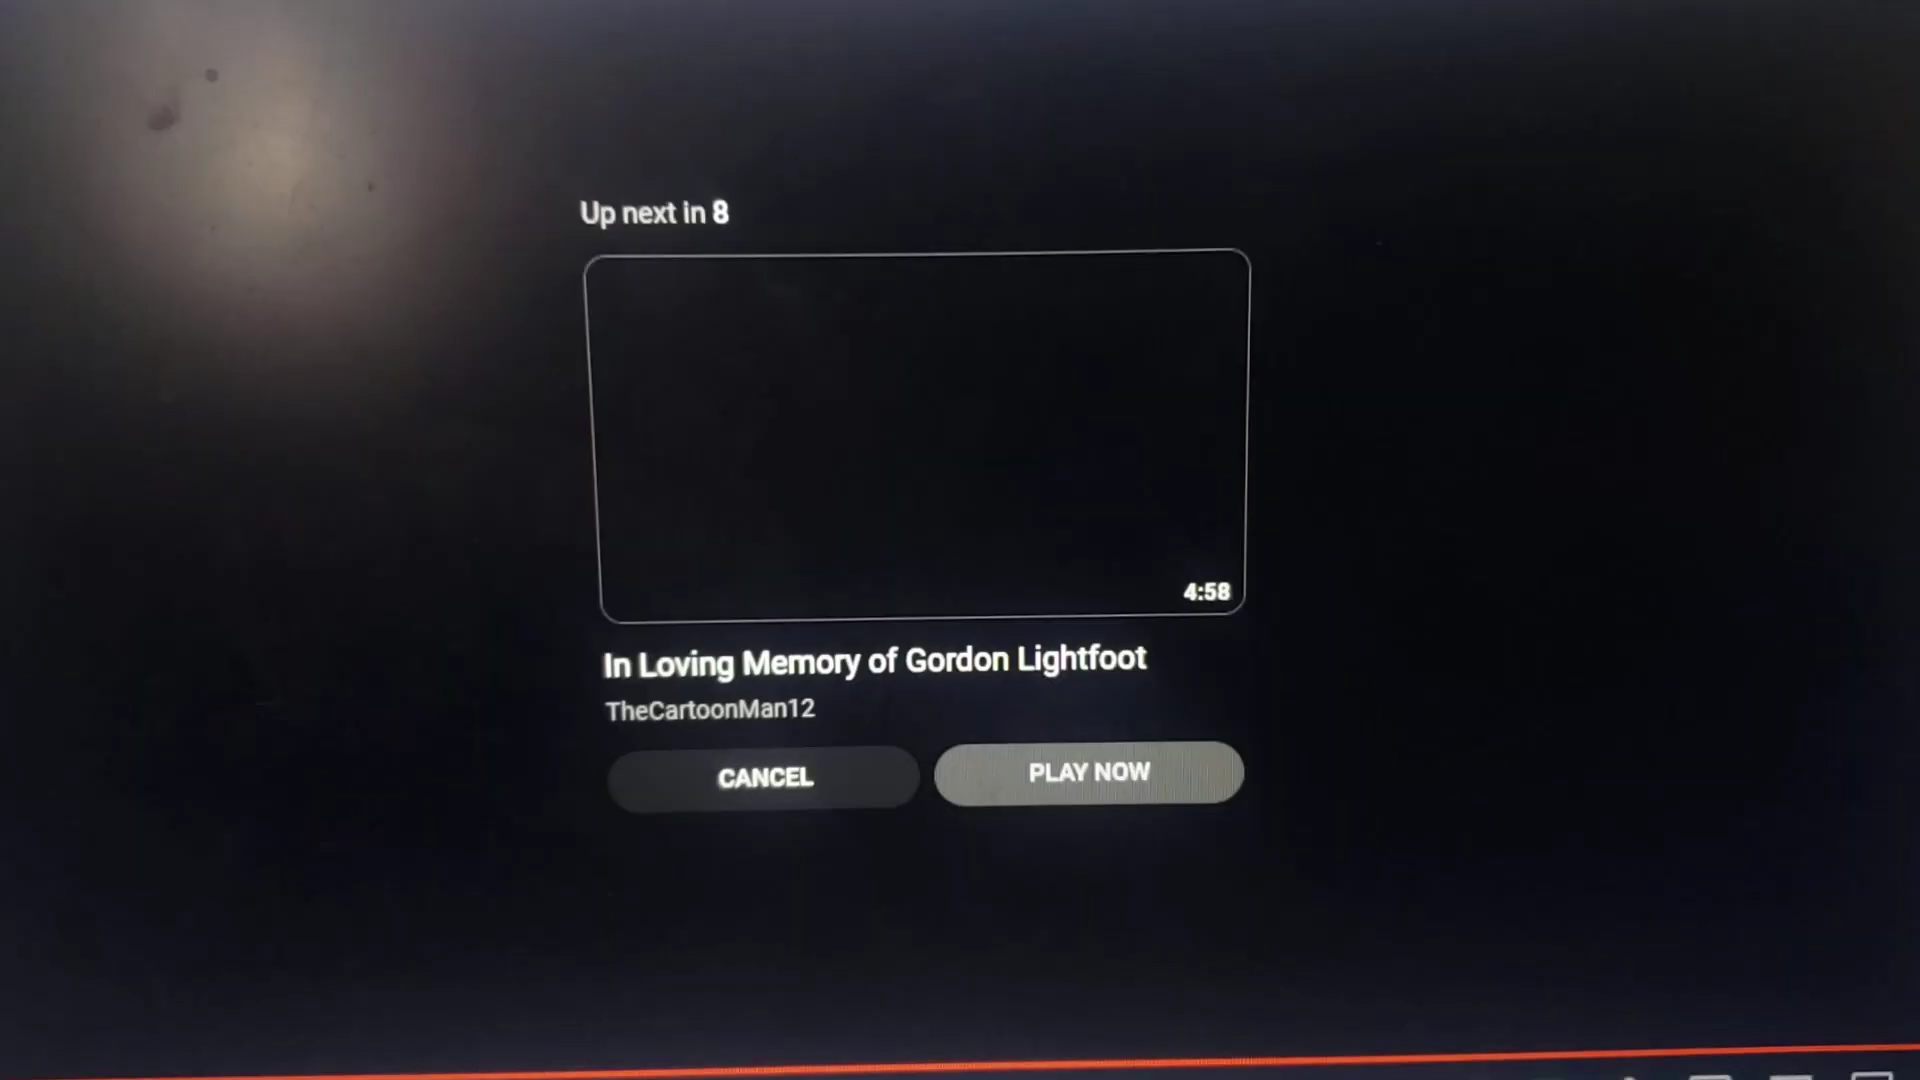 Up next in 8
4:58
In Loving Memory of Gordon Lightfoot
TheCartoonMan12
CANCEL
PLAY NOW